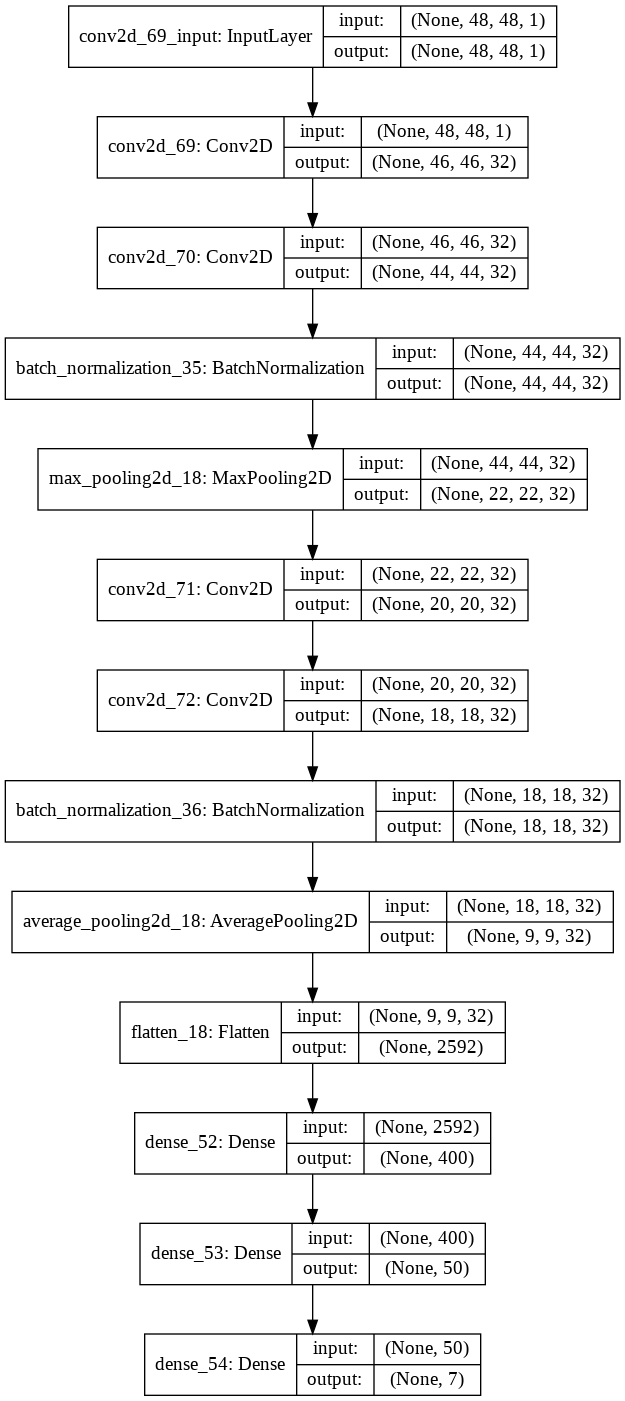 conv2d_69_input: InputLayer input: (None, 48, 48, 1)
output: (None, 48, 48, 1)
conv2d_69: Conv2D input: (None, 48, 48, 1)
output: (None, 46, 46, 32)
conv2d_70: Conv2D input: (None, 46, 46, 32)
output: (None, 44, 44, 32)
batch_normalization_35: BatchNormalization input: (None, 44, 44, 32)
output: (None, 44, 44, 32)
max_pooling2d_18: MaxPooling2D input: (None, 44, 44, 32)
output: (None, 22, 22, 32)
conv2d_71: Conv2D input: (None, 22, 22, 32)
output: (None, 20, 20, 32)
conv2d_72: Conv2D input: (None, 20, 20, 32)
output: (None, 18, 18, 32)
batch_normalization_36: BatchNormalization input: (None, 18, 18, 32)
output: (None, 18, 18, 32)
average_pooling2d_18: AveragePooling2D input: (None, 18, 18, 32)
output: (None, 9, 9, 32)
flatten_18: Flatten input: (None, 9, 9, 32)
output: (None, 2592)
dense_52: Dense input: (None, 2592)
output: (None, 400)
dense_53: Dense input: (None, 400)
output: (None, 50)
dense_54: Dense input: (None, 50)
output: (None, 7)